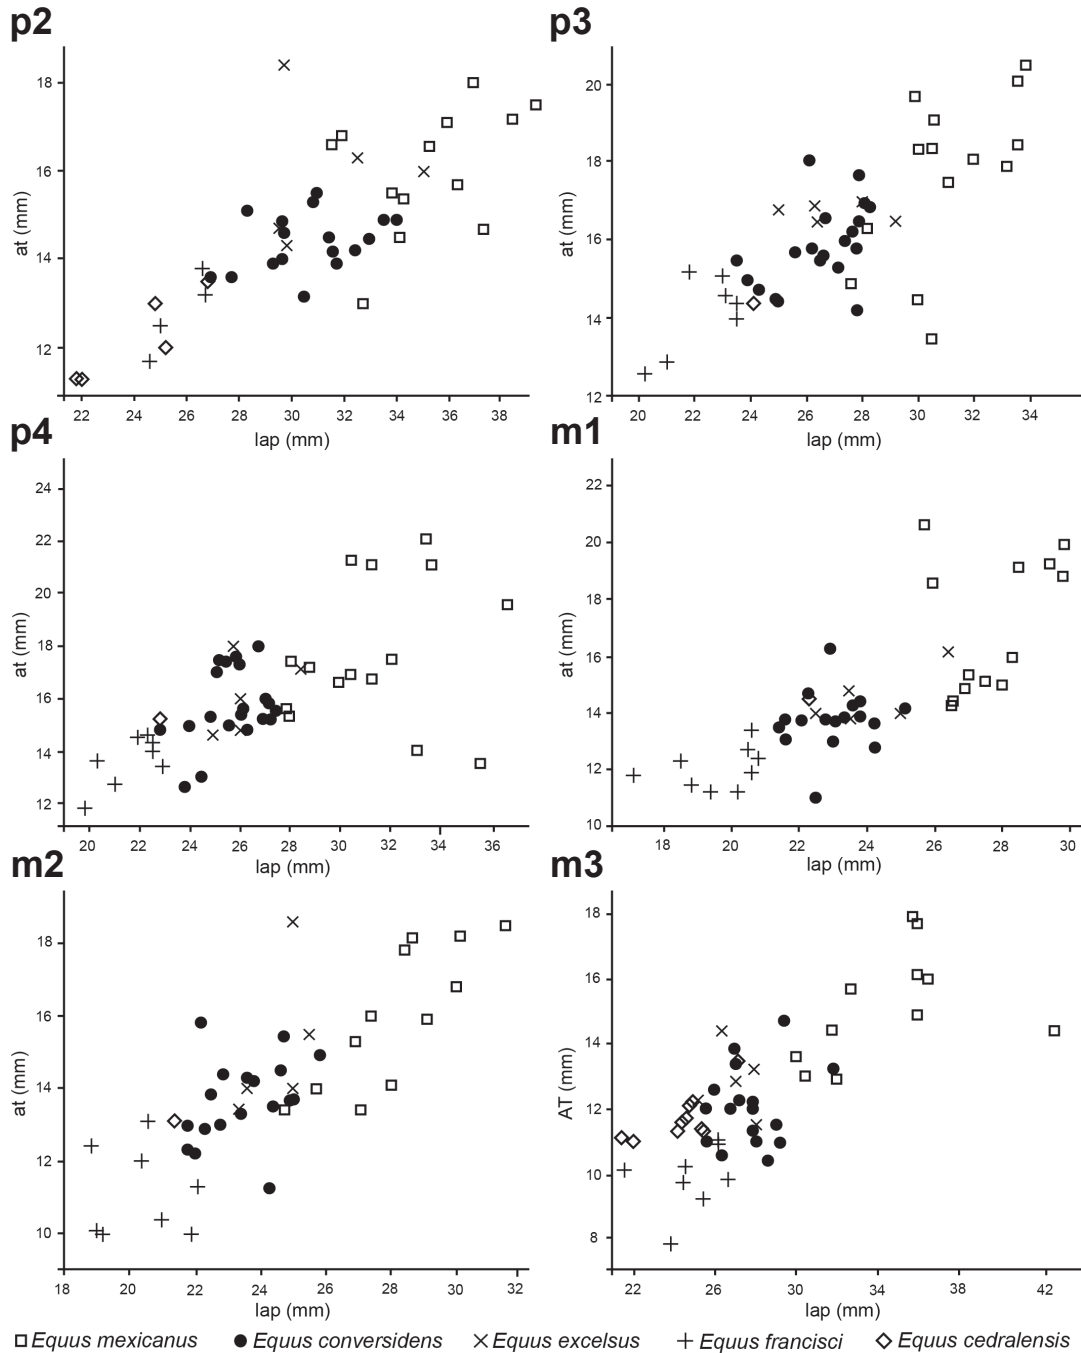 p2
p3
18
16
14
12
at (mm)
22 24 26 28 30 32 34 36 38
lap (mm)
20
18
16
14
12
at (mm)
20 22 24 26 28 30 32 34
lap (mm)
p4
m1
24
22
20
18
16
14
12
at (mm)
20 22 24 26 28 30 32 34 36
lap (mm)
22
20
18
16
14
12
10
at (mm)
18 20 22 24 26 28 30
lap (mm)
m2
m3
18
16
14
12
10
at (mm)
18 20 22 24 26 28 30 32
lap (mm)
18
16
14
12
10
8
AT (mm)
22 26 30 34 38 42
lap (mm)
Equus mexicanus Equus conversidens Equus excelsus Equus francisci Equus cedralensis